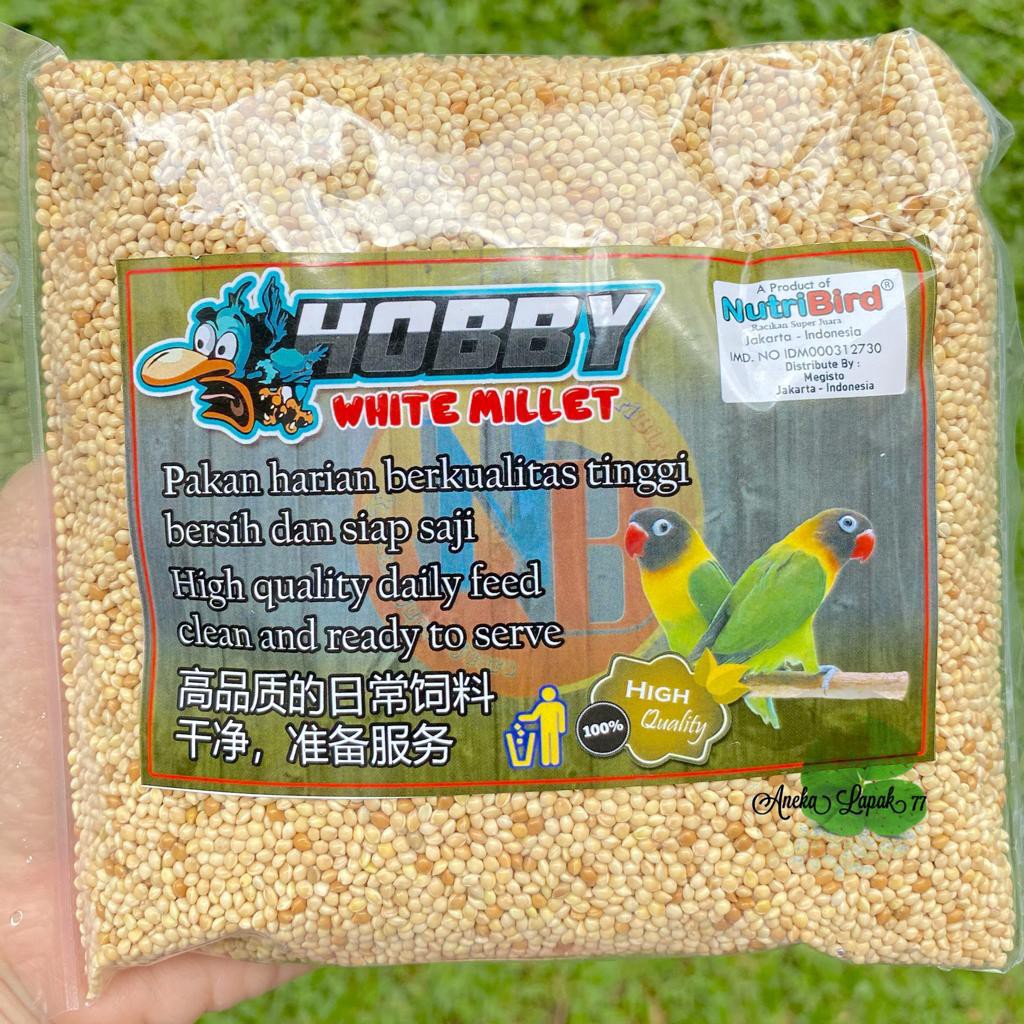 HOBBY
WHITE MILLET
A Product of
NutriBird®
Racikan Super Juara
Jakarta - Indonesia
IMD. NO IDM000312730
Distribute By :
Megisto
Jakarta - Indonesia
Pakan harian berkualitas tinggi
bersih dan siap saji
High quality daily feed
clean and ready to serve
高品质的日常饲料
干净，准备服务
HIGH
Quality
100%
Aneka Lapak 77